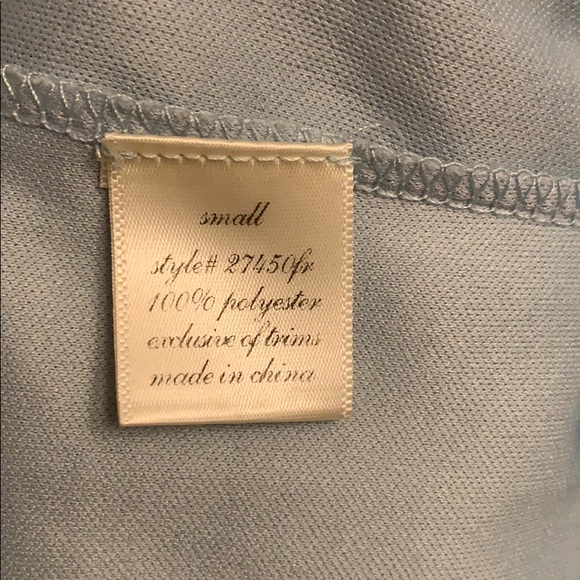 small
style# 27450fr
100% polyester
exclusive of trims
made in china